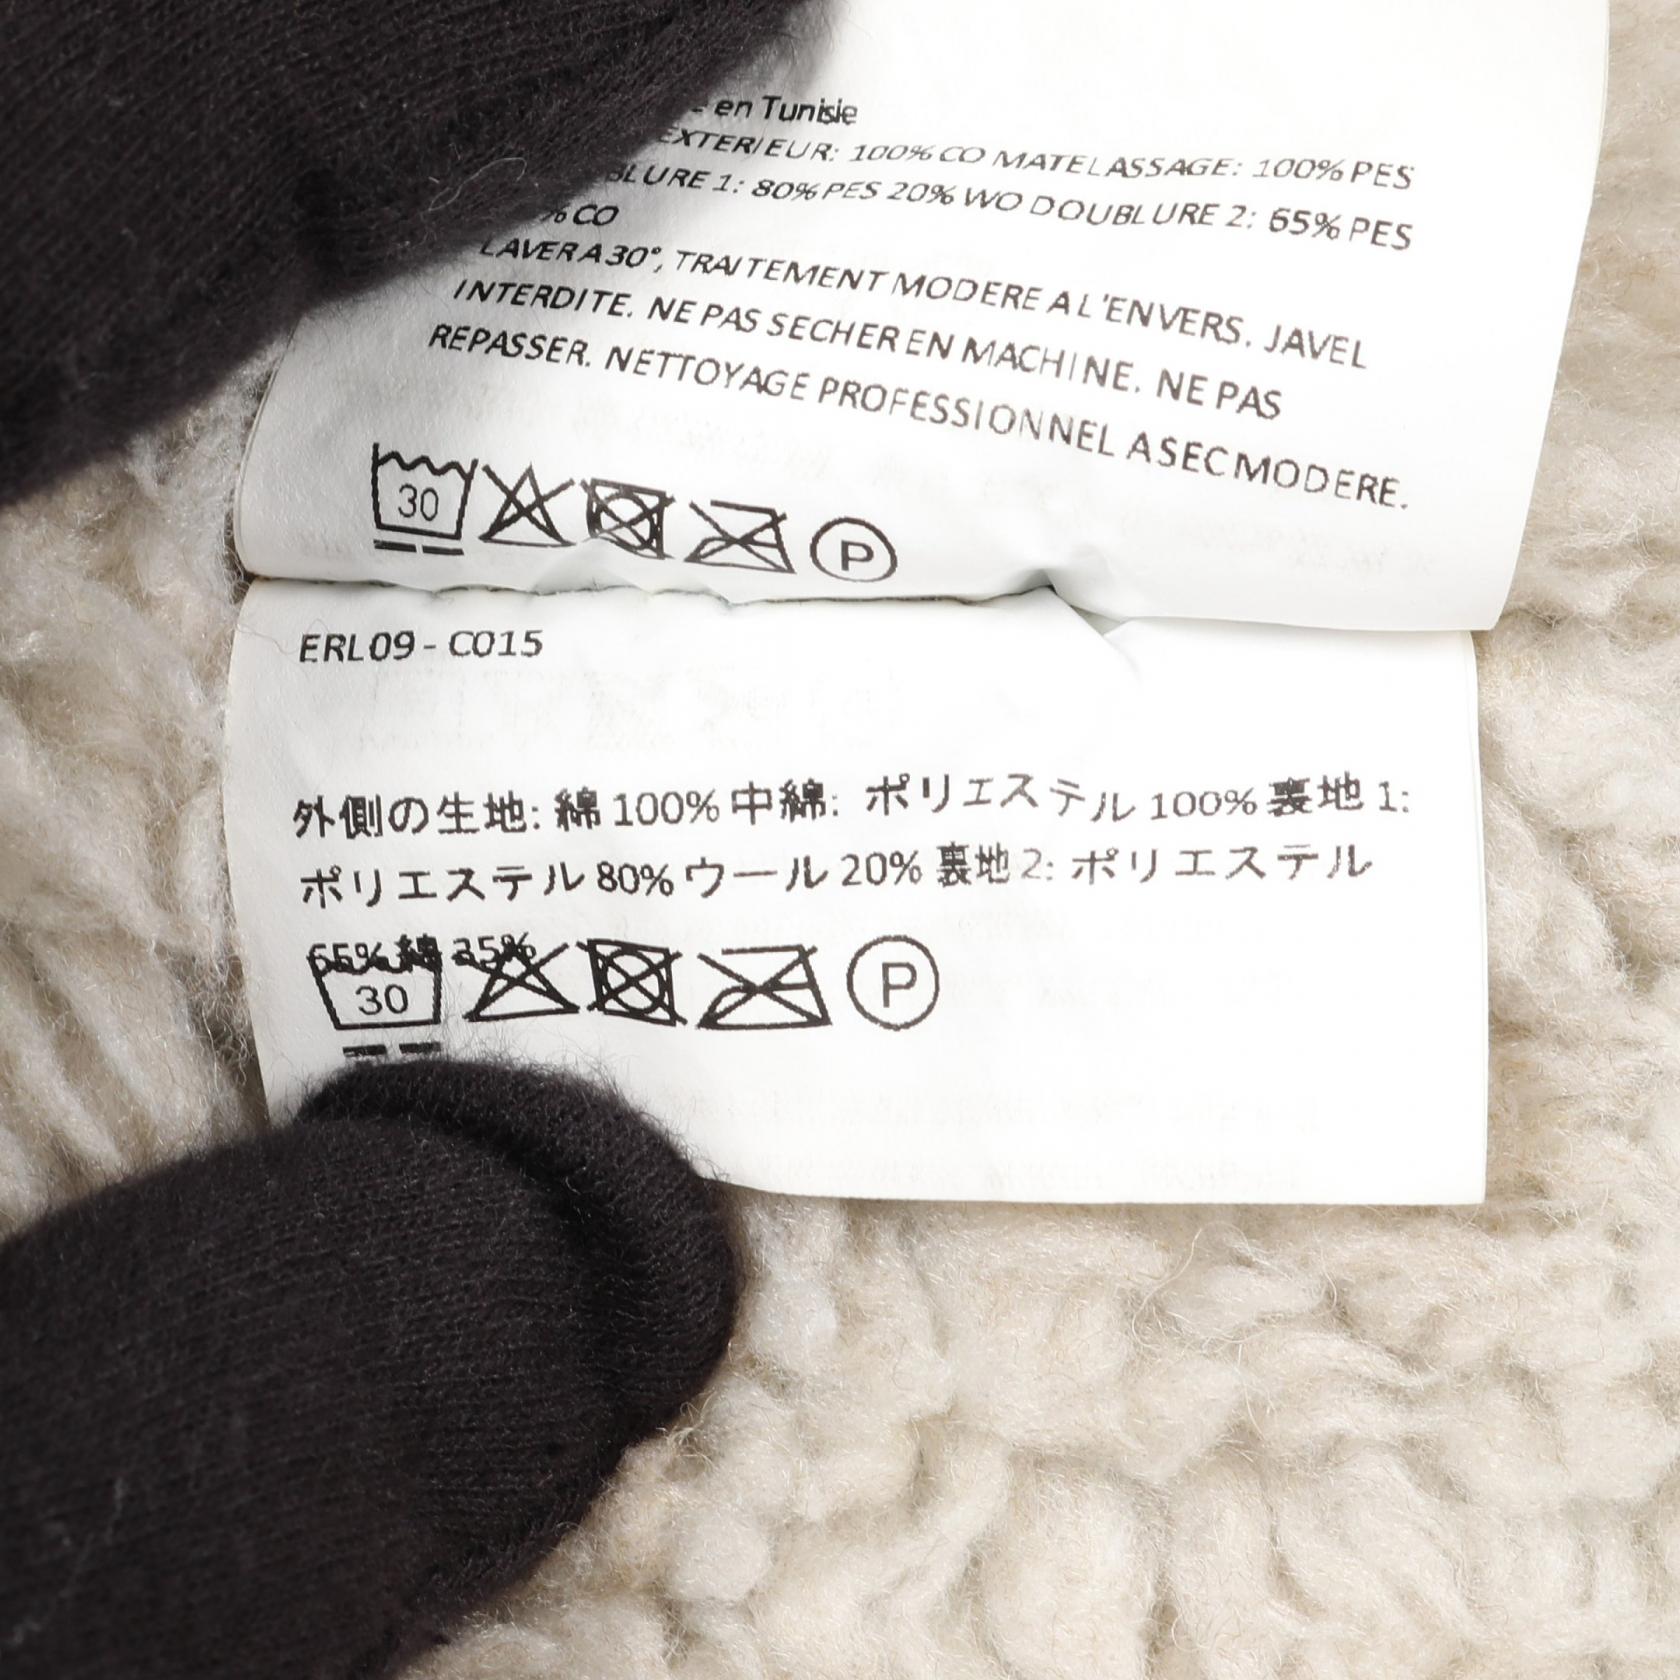 en Tunisie
EXTERIEUR: 100% CO MATELASSAGE: 100% PES
BLURE 1: 80% PES 20% WO DOUBLURE 2: 65% PES
% CO
LAVER A 30°, TRAITEMENT MODERE A L'ENVERS. JAVEL
INTERDITE. NE PAS SECHER EN MACHINE. NE PAS
REPASSER. NETTOYAGE PROFESSIONNEL A SEC MODERE.
30 P
ERL09 - C015
外側の生地: 綿 100% 中綿: ポリエステル 100% 裏地 1:
ポリエステル 80% ウール 20% 裏地 2: ポリエステル
65% 綿 35%
30 P